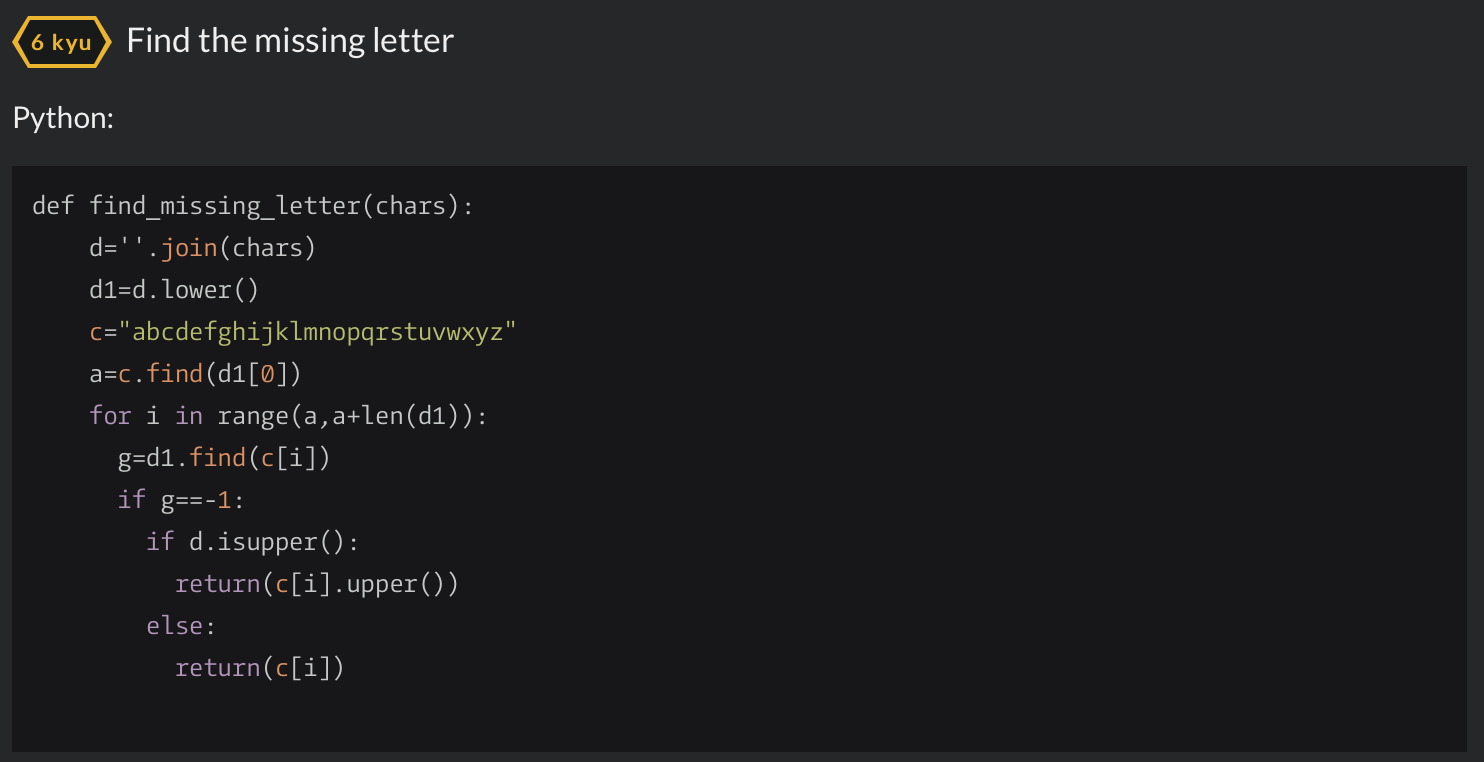 6 kyu Find the missing letter
Python:
def find_missing_letter(chars):
    d=''.join(chars)
    d1=d.lower()
    c="abcdefghijklmnopqrstuvwxyz"
    a=c.find(d1[0])
    for i in range(a,a+len(d1)):
      g=d1.find(c[i])
      if g==-1:
        if d.isupper():
          return(c[i].upper())
        else:
          return(c[i])